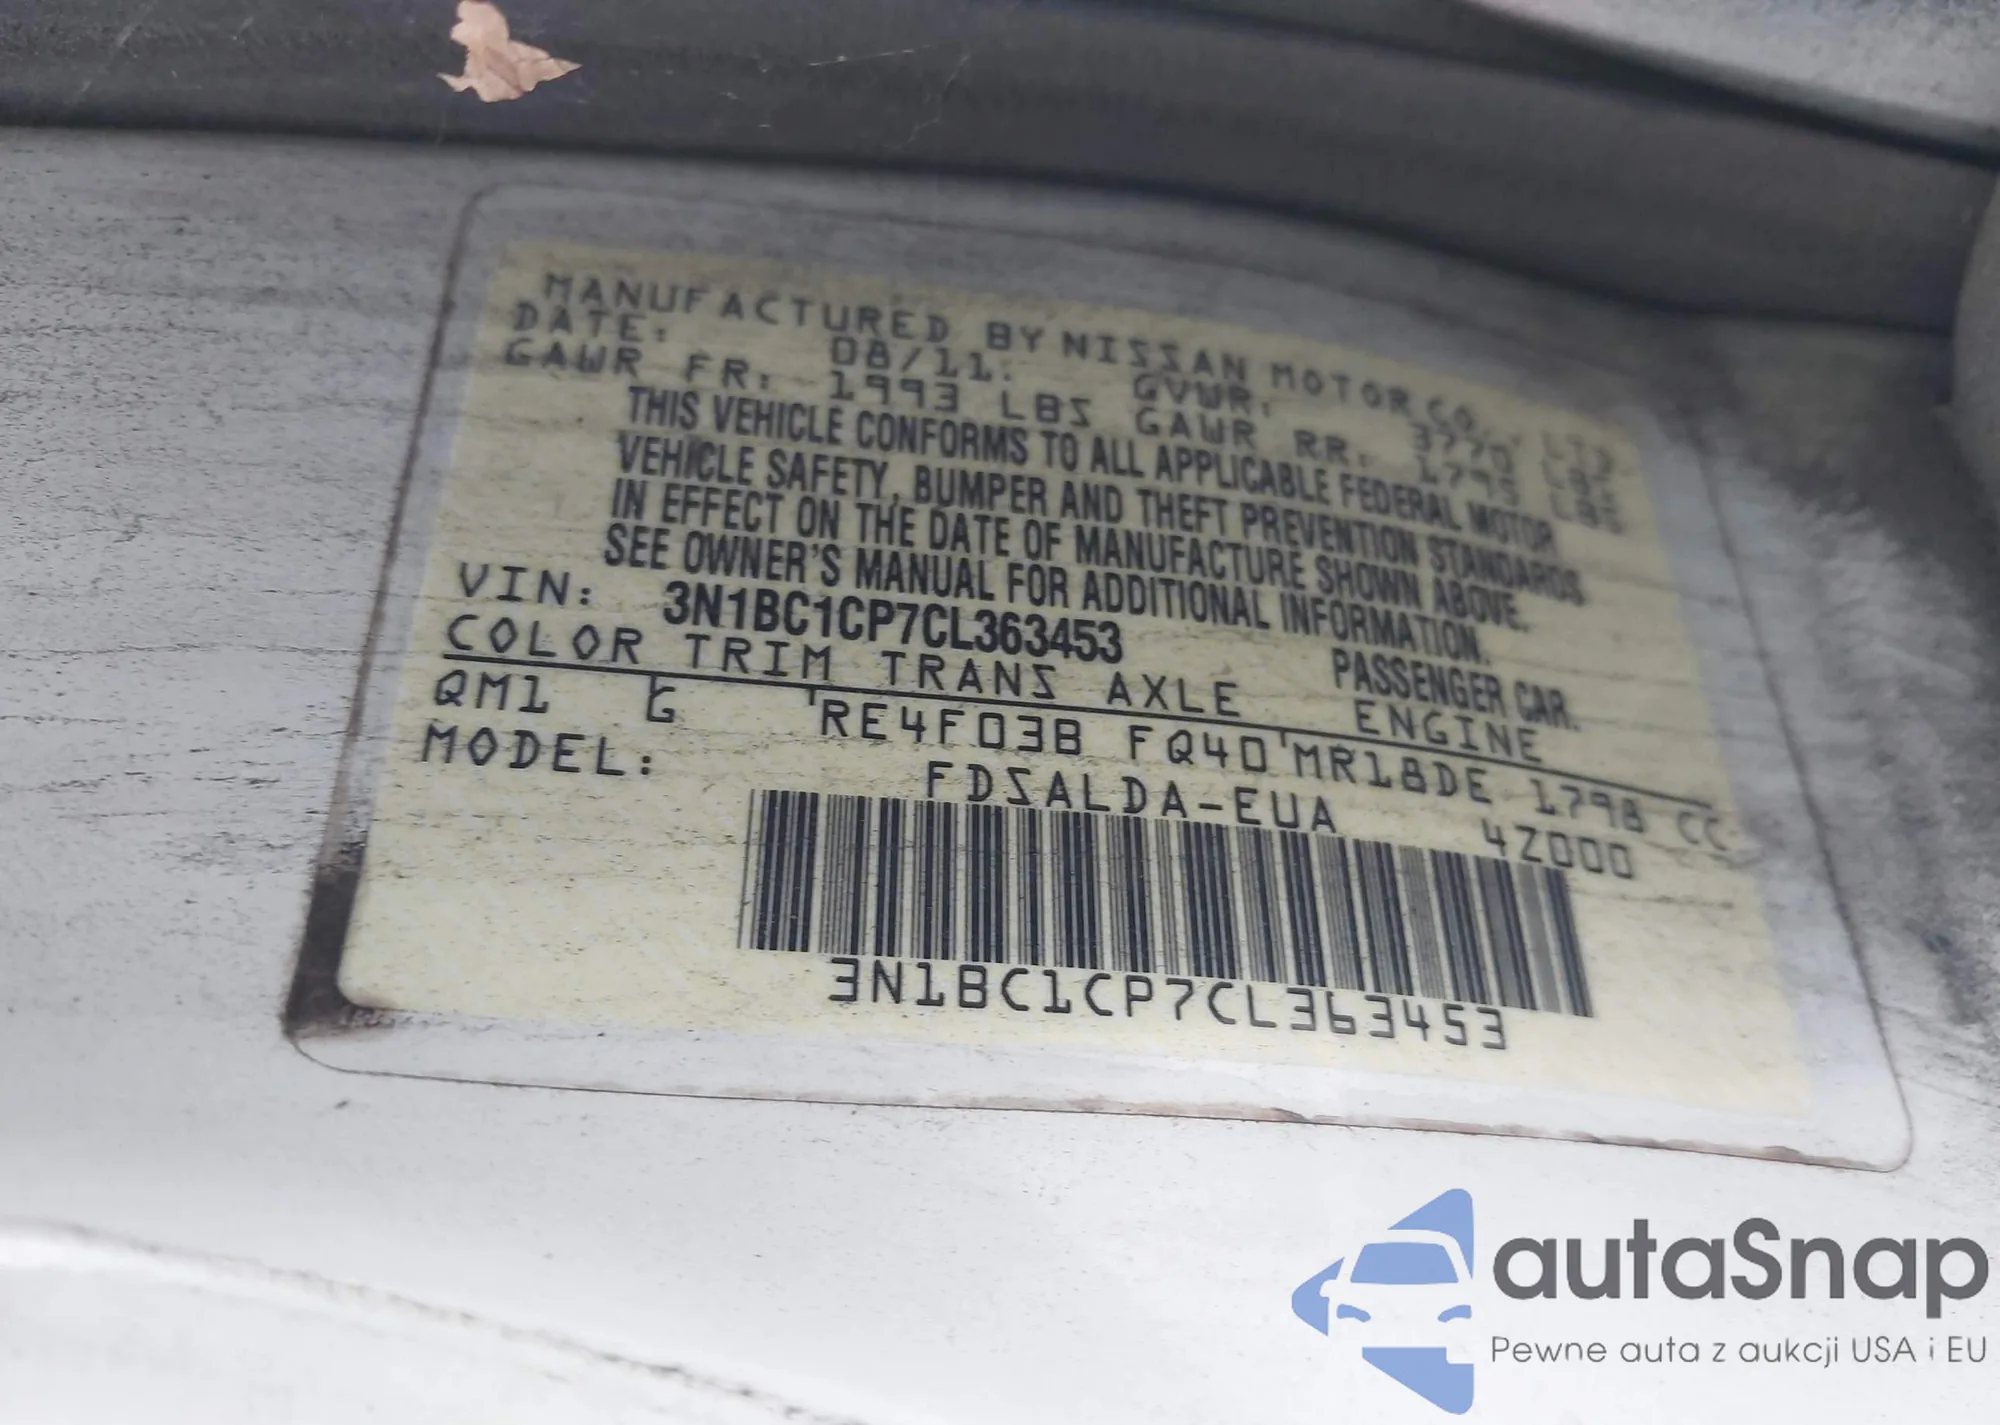 MANUFACTURED BY NISSAN MOTOR CO., LTD.
DATE: 08/11. GVWR: 3770 LBS
GAWR FR: 1993 LBS GAWR RR: 1795 LBS
THIS VEHICLE CONFORMS TO ALL APPLICABLE FEDERAL MOTOR
VEHICLE SAFETY, BUMPER AND THEFT PREVENTION STANDARDS
IN EFFECT ON THE DATE OF MANUFACTURE SHOWN ABOVE.
SEE OWNER'S MANUAL FOR ADDITIONAL INFORMATION.
VIN: 3N1BC1CP7CL363453 PASSENGER CAR.
COLOR TRIM TRANS AXLE ENGINE
QM1 G RE4F03B FQ40 MR18DE 1798 CC
MODEL: FDSALDA-EUA 4Z000
3N1BC1CP7CL363453
autaSnap
Pewne auta z aukcji USA i EU